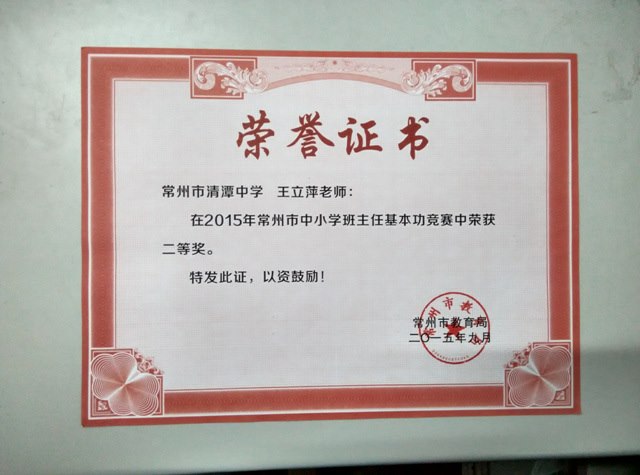 荣誉证书
常州市清潭中学 王立萍老师：
在2015年常州市中小学班主任基本功竞赛中荣获
二等奖。
特发此证，以资鼓励！
常州市教育局
二〇一五年九月